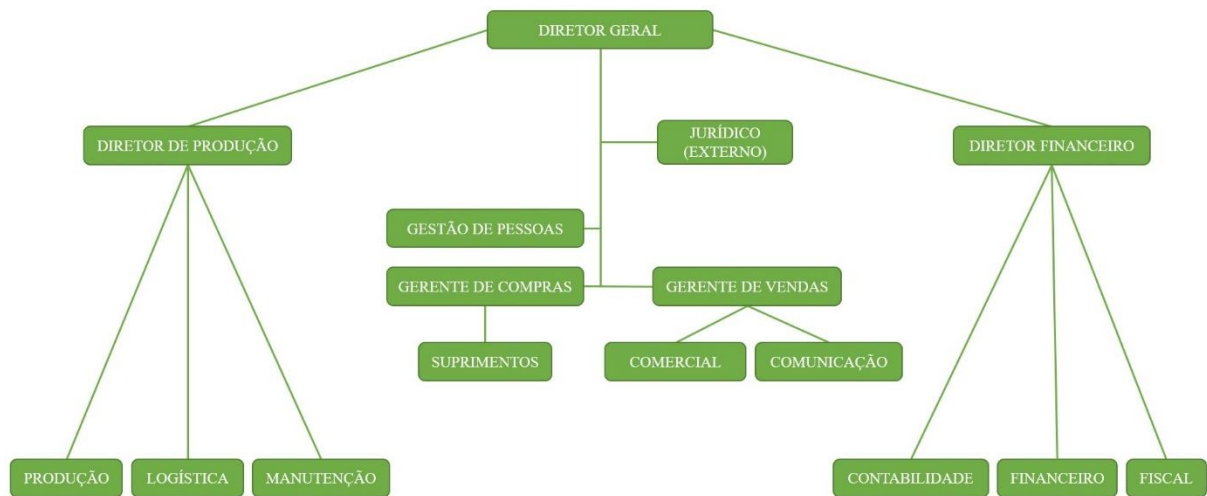 DIRETOR GERAL
DIRETOR DE PRODUÇÃO
JURÍDICO
(EXTERNO)
DIRETOR FINANCEIRO
GESTÃO DE PESSOAS
GERENTE DE COMPRAS
GERENTE DE VENDAS
SUPRIMENTOS
COMERCIAL
COMUNICAÇÃO
PRODUÇÃO
LOGÍSTICA
MANUTENÇÃO
CONTABILIDADE
FINANCEIRO
FISCAL